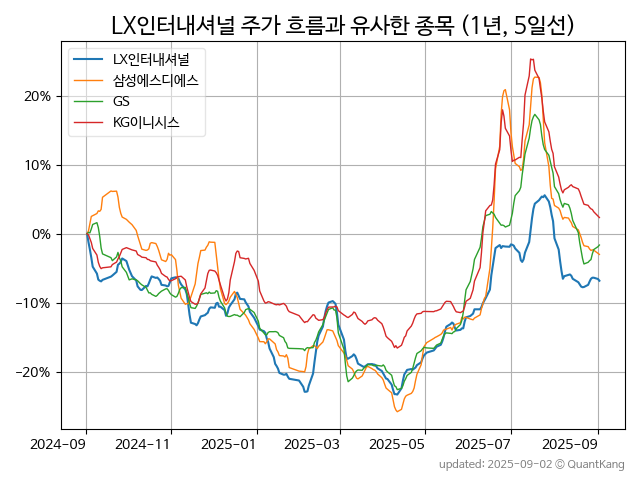 LX인터내셔널 주가 흐름과 유사한 종목 (1년, 5일선)
LX인터내셔널
삼성에스디에스
GS
KG이니시스
20%
10%
0%
−10%
−20%
2024-09 2024-11 2025-01 2025-03 2025-05 2025-07 2025-09
updated: 2025-09-02 © QuantKang